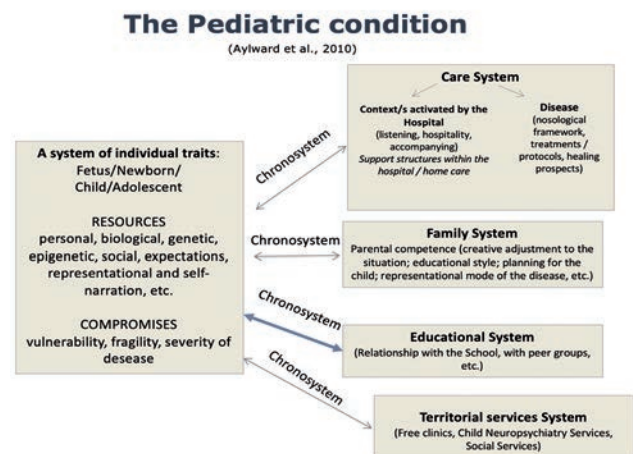 The Pediatric condition
(Aylward et al., 2010)
A system of individual traits:
Fetus/Newborn/
Child/Adolescent
RESOURCES
personal, biological, genetic,
epigenetic, social, expectations,
representational and self-
narration, etc.
COMPROMISES
vulnerability, fragility, severity of
desease
Chronosystem
Care System
Context/s activated by the
Hospital
(listening, hospitality,
accompanying)
Support structures within the
hospital / home care
Disease
(nosological
framework,
treatments /
protocols, healing
prospects)
Chronosystem
Family System
Parental competence (creative adjustment to the
situation; educational style; planning for the
child; representational mode of the disease, etc.)
Chronosystem
Educational System
(Relationship with the School, with peer groups,
etc.)
Chronosystem
Territorial services System
(Free clinics, Child Neuropsychiatry Services,
Social Services)